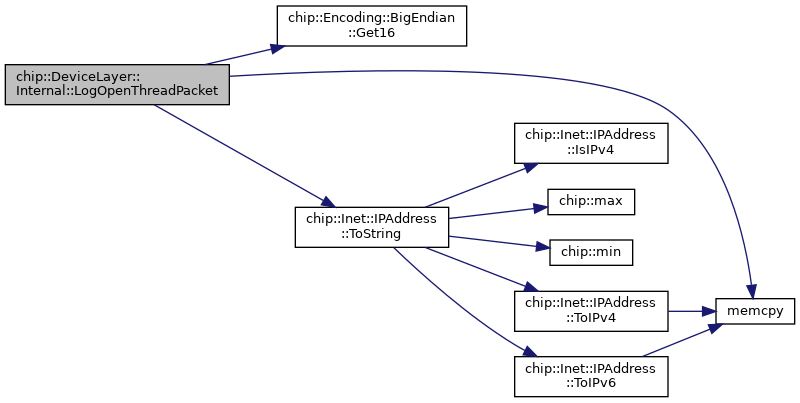 chip::Encoding::BigEndian
::Get16
chip::DeviceLayer::
Internal::LogOpenThreadPacket
chip::Inet::IPAddress
::IsIPv4
chip::max
chip::Inet::IPAddress
::ToString
chip::min
chip::Inet::IPAddress
::ToIPv4
memcpy
chip::Inet::IPAddress
::ToIPv6